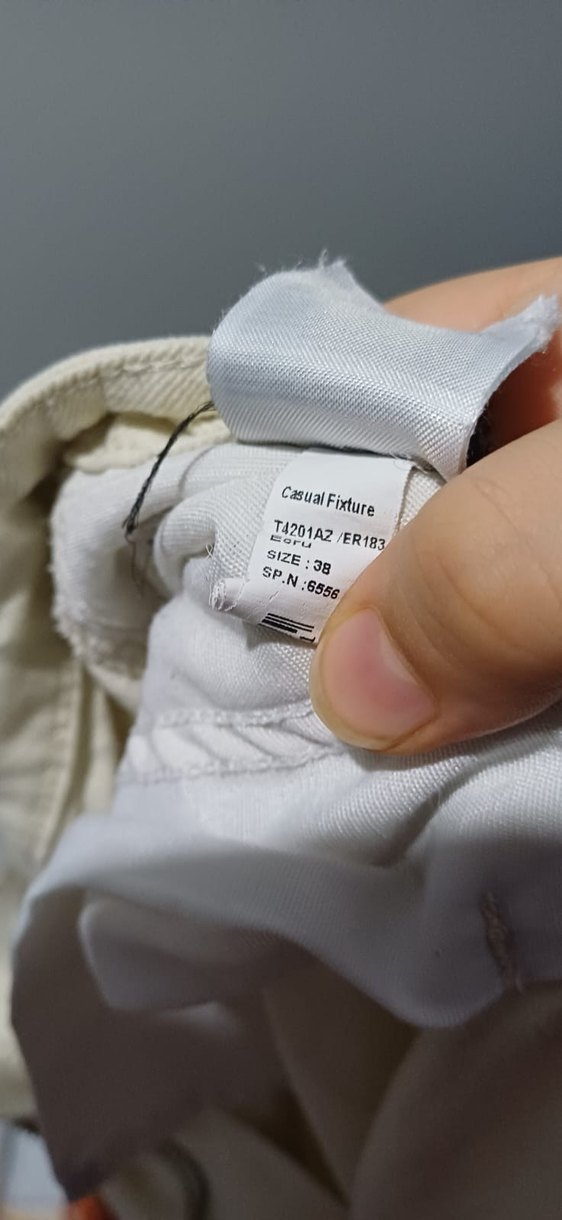 Casual Fixture
T4201AZ /ER183
Ecru
SIZE : 38
SP.N :6556